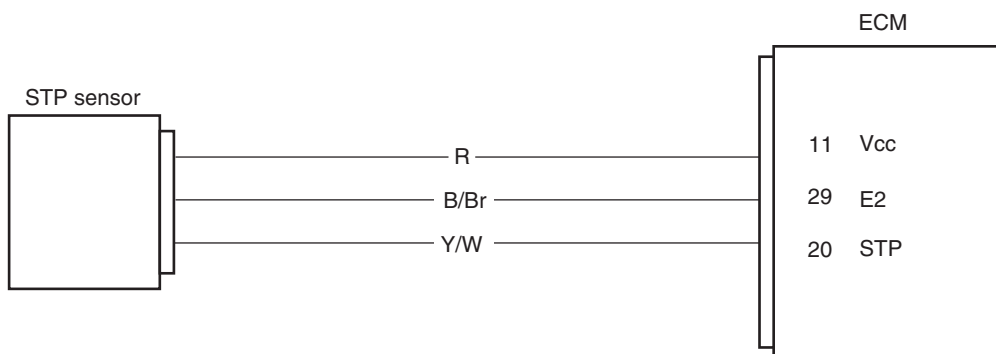 ECM
STP sensor
R
11 Vcc
B/Br
29 E2
Y/W
20 STP